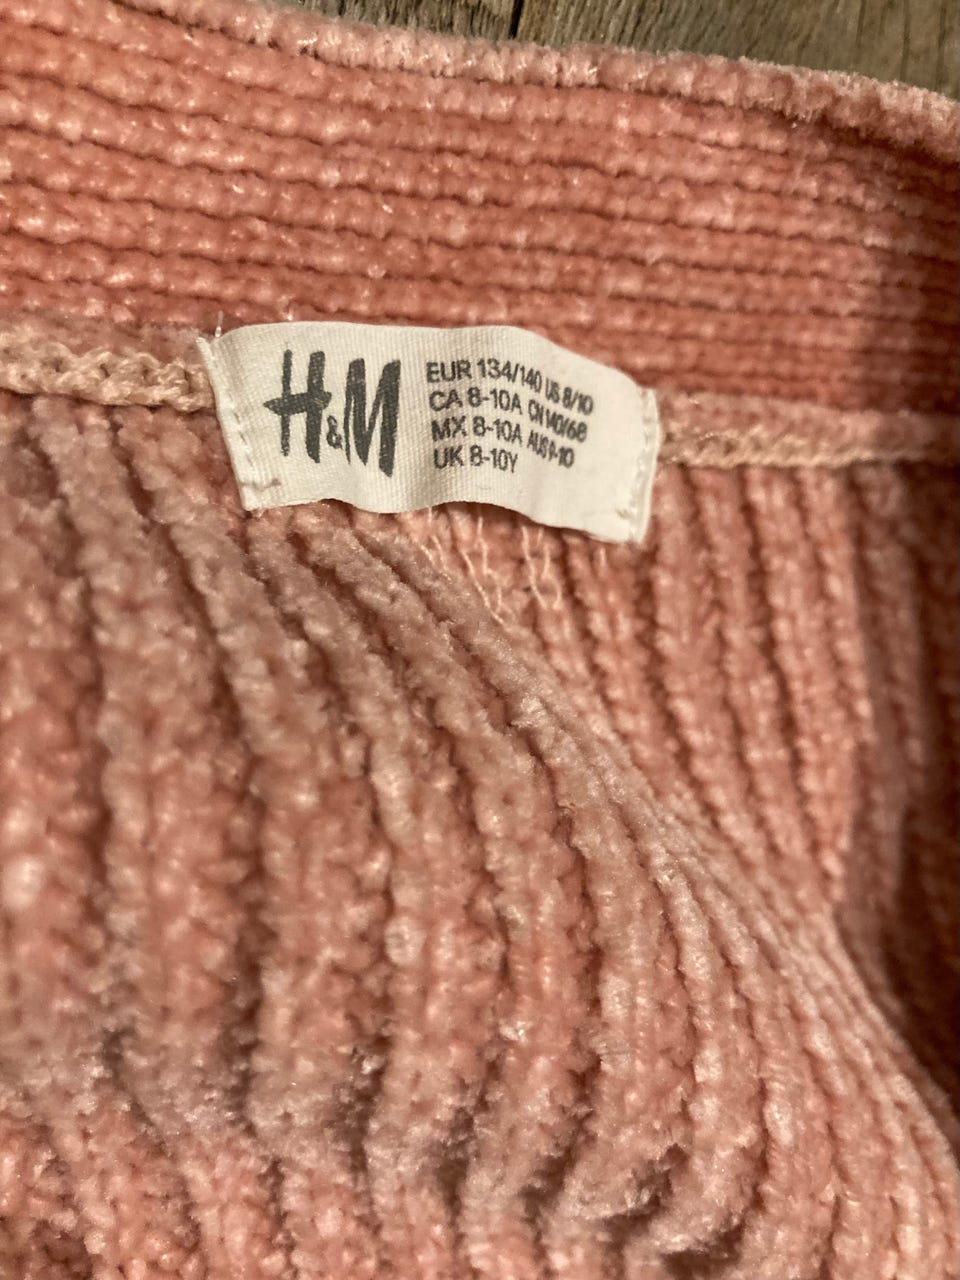 H&M
EUR 134/140 US 8/10
CA 8-10A CN 140/68
MX 8-10A AUS 9-10
UK 8-10Y